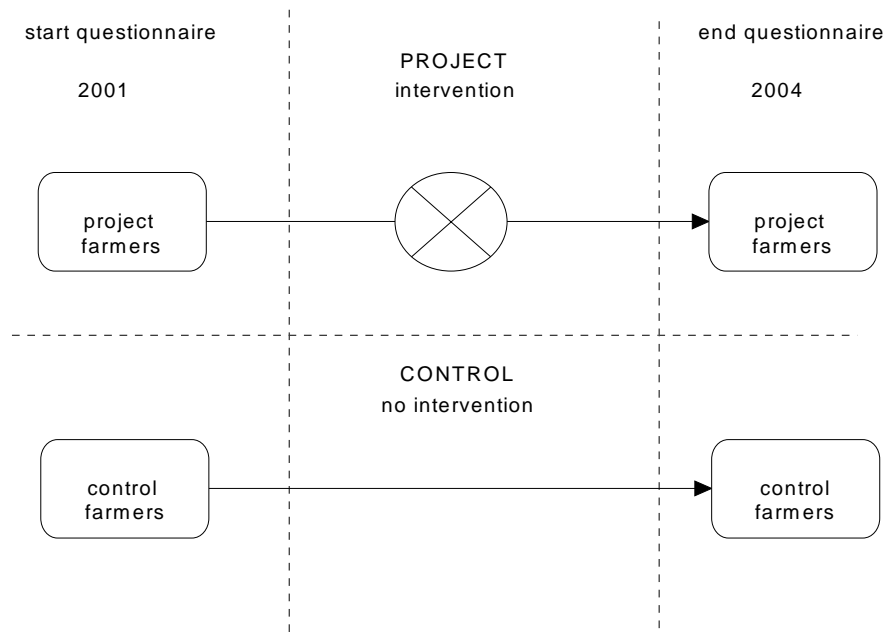 start questionnaire
2001
PROJECT
intervention
end questionnaire
2004
project
farmers
project
farmers
CONTROL
no intervention
control
farmers
control
farmers